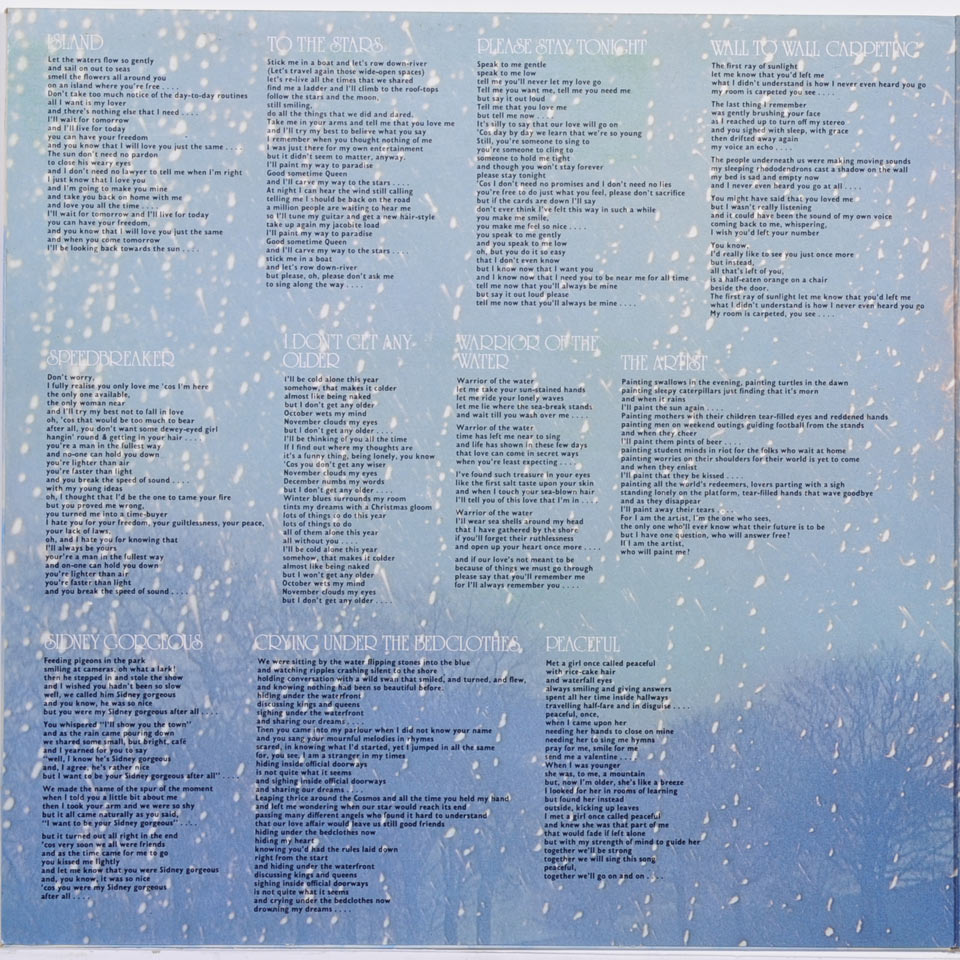 ISLAND
Let the waters flow so gently
and sail on out to seas
smell the flowers all around you
on an island where you're free . . . .
Don't take too much notice of the day-to-day routines
all I want is my lover
and there's nothing else that I need . . . .
I'll wait for tomorrow
and I'll live for today
you can have your freedom
and you know that I will love you just the same . . . .
The sun don't need no pardon
to close his weary eyes
and I don't need no lawyer to tell me when I'm right
I just know that I love you
and I'm going to make you mine
and take you back on home with me
and love you all the time . . . .
I'll wait for tomorrow and I'll live for today
you can have your freedom,
and you know that I will love you just the same
and when you come tomorrow
I'll be looking back towards the sun . . . .
TO THE STARS
Stick me in a boat and let's row down-river
(Let's travel again those wide-open spaces)
let's re-live all the times that we shared
find me a ladder and I'll climb to the roof-tops
follow the stars and the moon,
still smiling,
do all the things that we did and dared.
Take me in your arms and tell me that you love me
and I'll try my best to believe what you say
I remember when you thought nothing of me
I was just there for my own entertainment
but it didn't seem to matter, anyway.
I'll paint my way to paradise
Good sometime Queen
and I'll carve my way to the stars . . . .
At night I can hear the wind still calling
telling me I should be on the road
a million people are waiting to hear me
so I'll tune my guitar and get a new hair-style
take up again my jacobite load
I'll paint my way to paradise
Good sometime Queen
and I'll carve my way to the stars . . . .
stick me in a boat
and let's row down-river
but please, oh, please don't ask me
to sing along the way . . . .
PLEASE STAY TONIGHT
Speak to me gentle
speak to me low
tell me you'll never let my love go
Tell me you want me, tell me you need me
but say it out loud
Tell me that you love me
but tell me now . . . .
It's silly to say that our love will go on
'Cos day by day we learn that we're so young
Still, you're someone to sing to
you're someone to cling to
someone to hold me tight
and though you won't stay forever
please stay tonight
'Cos I don't need no promises and I don't need no lies
you're free to do just what you feel, please don't sacrifice
but if the cards are down I'll say
don't ever think I've felt this way in such a while
you make me smile,
you make me feel so nice . . . .
you speak to me gently
and you speak to me low
oh, but you do it so easy
that I don't even know
but I know now that I want you
and I know now that I need you to be near me for all time
tell me now that you'll always be mine
but say it out loud please
tell me now that you'll always be mine . . . .
WALL TO WALL CARPETING
The first ray of sunlight
let me know that you'd left me
what I didn't understand is how I never even heard you go
my room is carpeted you see . . . .
The last thing I remember
was gently brushing your face
as I reached up to turn off my stereo
and you sighed with sleep, with grace
then drifted away again
my voice an echo . . . .
The people underneath us were making moving sounds
my sleeping rhododendrons cast a shadow on the wall
my bed is sad and empty now
and I never even heard you go at all . . . .
You might have said that you loved me
but I wasn't really listening
and it could have been the sound of my own voice
coming back to me, whispering,
I wish you'd left your number
You know,
I'd really like to see you just once more
but instead,
all that's left of you,
is a half-eaten orange on a chair
beside the door.
The first ray of sunlight let me know that you'd left me
what I didn't understand is how I never even heard you go
My room is carpeted, you see . . . .
SPEEDBREAKER
Don't worry,
I fully realise you only love me 'cos I'm here
the only one available,
the only woman near
and I'll try my best not to fall in love
oh, 'cos that would be too much to bear
after all, you don't want some dewey-eyed girl
hangin' round & getting in your hair . . . .
you're a man in the fullest way
and no-one can hold you down
you're lighter than air
you're faster than light
and you break the speed of sound . . . .
with my young ideas
oh, I thought that I'd be the one to tame your fire
but you proved me wrong,
you turned me into a time-buyer
I hate you for your freedom, your guiltlessness, your peace,
your lack of laws,
oh, and I hate you for knowing that
I'll always be yours
your're a man in the fullest way
and on-one can hold you down
you're lighter than air
you're faster than light
and you break the speed of sound . . . .
I DON'T GET ANY
OLDER
I'll be cold alone this year
somehow, that makes it colder
almost like being naked
but I don't get any older
October wets my mind
November clouds my eyes
but I don't get any older . . . .
I'll be thinking of you all the time
If I find out where my thoughts are
it's a funny thing, being lonely, you know
'Cos you don't get any wiser
November clouds my eyes
December numbs my words
but I don't get any older . . . .
Winter blues surrounds my room
tints my dreams with a Christmas gloom
lots of things to do this year
lots of things to do
all of them alone this year
all without you . . . .
I'll be cold alone this year
somehow, that makes it colder
almost like being naked
but I won't get any older
October wets my mind
November clouds my eyes
but I don't get any older . . . .
WARRIOR OF THE
WATER
Warrior of the water
let me take your sun-stained hands
let me ride your lonely waves
let me lie where the sea-break stands
and wait till you wash over me . . . .
Warrior of the water
time has left me near to sing
and life has shown in these few days
that love can come in secret ways
when you're least expecting . . . .
I've found such treasure in your eyes
like the first salt taste upon your skin
and when I touch your sea-blown hair
I'll tell you of this love that I'm in . . . .
Warrior of the water
I'll wear sea shells around my head
that I have gathered by the shore
if you'll forget their ruthlessness
and open up your heart once more . . . .
and if our love's not meant to be
because of things we must go through
please say that you'll remember me
for I'll always remember you . . . .
THE ARTIST
Painting swallows in the evening, painting turtles in the dawn
painting sleepy caterpillars just finding that it's morn
and when it rains
I'll paint the sun again . . . .
Painting mothers with their children tear-filled eyes and reddened hands
painting men on weekend outings guiding football from the stands
and when they cheer
I'll paint them pints of beer . . . .
painting student minds in riot for the folks who wait at home
painting worries on their shoulders for their world is yet to come
and when they enlist
I'll paint that they be kissed . . . .
painting all the world's redeemers, lovers parting with a sigh
standing lonely on the platform, tear-filled hands that wave goodbye
and as they disappear
I'll paint away their tears . . . .
For I am the artist, I'm the one who sees,
the only one who'll ever know what their future is to be
but I have one question, who will answer free?
If I am the artist,
who will paint me?
SIDNEY GORGEOUS
Feeding pigeons in the park
smiling at cameras, oh what a lark!
then he stepped in and stole the show
and I wished you hadn't been so slow
well, we called him Sidney gorgeous
and you know, he was so nice
but you were my Sidney gorgeous after all . . . .
You whispered "I'll show you the town"
and as the rain came pouring down
we shared some small, but bright, café
and I yearned for you to say
"well, I know he's Sidney gorgeous
and, I agree, he's rather nice
but I want to be your Sidney gorgeous after all" . . . .
We made the name of the spur of the moment
when I told you a little bit about me
then I took your arm and we were so shy
but it all came naturally as you said,
"I want to be your Sidney gorgeous" . . . .
but it turned out all right in the end
'cos very soon we all were friends
and as the time came for me to go
you kissed me lightly
and let me know that you were Sidney gorgeous
and, you know, it was so nice
'cos you were my Sidney gorgeous
after all . . . .
CRYING UNDER THE BEDCLOTHES
We were sitting by the water flipping stones into the blue
and watching ripples crashing silent to the shore
holding conversation with a wild swan that smiled, and turned, and flew,
and knowing nothing had been so beautiful before.
hiding under the waterfront
discussing kings and queens
sighing under the waterfront
and sharing our dreams . . . .
Then you came into my parlour when I did not know your name
and you sang your mournful melodies in rhymes
scared, in knowing what I'd started, yet I jumped in all the same
for, you see, I am a stranger in my times
hiding inside official doorways
is not quite what it seems
and sighing inside official doorways
and sharing our dreams . . . .
Leaping thrice around the Cosmos and all the time you held my hand
and left me wondering when our star would reach its end
passing many different angels who found it hard to understand
that our love affair would leave us still good friends
hiding under the bedclothes now
hiding my heart
knowing you'd had the rules laid down
right from the start
and hiding under the waterfront
discussing kings and queens
sighing inside official doorways
is not quite what it seems
and crying under the bedclothes now
drowning my dreams . . . .
PEACEFUL
Met a girl once called peaceful
with rice-cake hair
and waterfall eyes
always smiling and giving answers
spent all her time inside hallways
travelling half-fare and in disguise . . . .
peaceful, once,
when I came upon her
needing her hands to close on mine
needing her to sing me hymns
pray for me, smile for me
send me a valentine . . . .
When I was younger
she was, to me, a mountain
but, now I'm older, she's like a breeze
I looked for her in rooms of learning
but found her instead
outside, kicking up leaves
I met a girl once called peaceful
and knew she was that part of me
that would fade if left alone
but with my strength of mind to guide her
together we'll be strong
together we will sing this song
peaceful,
together we'll go on and on . . . .